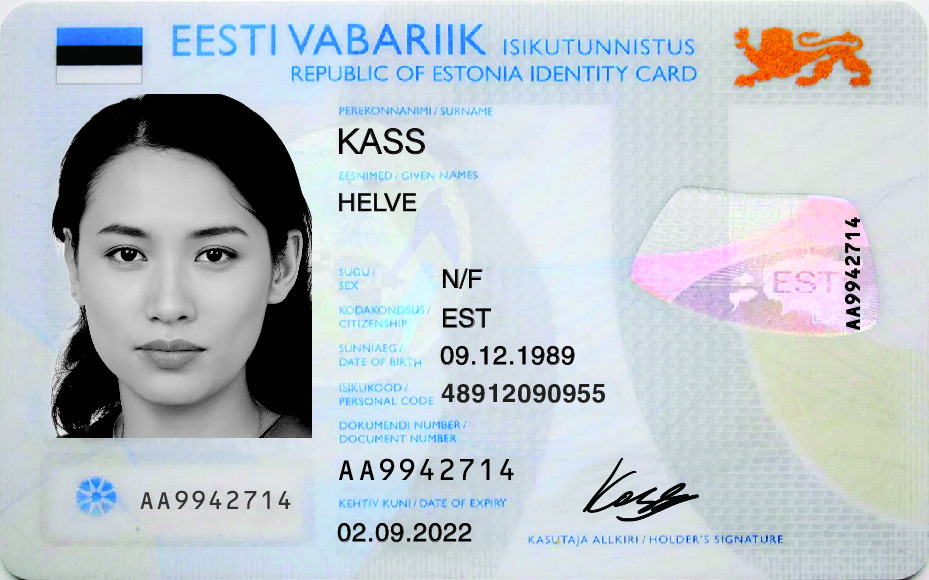 EESTI VABARIIK ISIKUTUNNISTUS
REPUBLIC OF ESTONIA IDENTITY CARD
PEREKONNANIMI / SURNAME
KASS
EESNIMED / GIVEN NAMES
HELVE
SUGU /
SEX
N/F
KODAKONDSUS /
CITIZENSHIP
EST
SÜNNIAEG /
DATE OF BIRTH
09.12.1989
ISIKUKOOD /
PERSONAL CODE
48912090955
DOKUMENDI NUMBER /
DOCUMENT NUMBER
AA9942714
KEHTIV KUNI / DATE OF EXPIRY
02.09.2022
AA9942714
EST
AA9942714
Kass
KASUTAJA ALLKIRI / HOLDER'S SIGNATURE